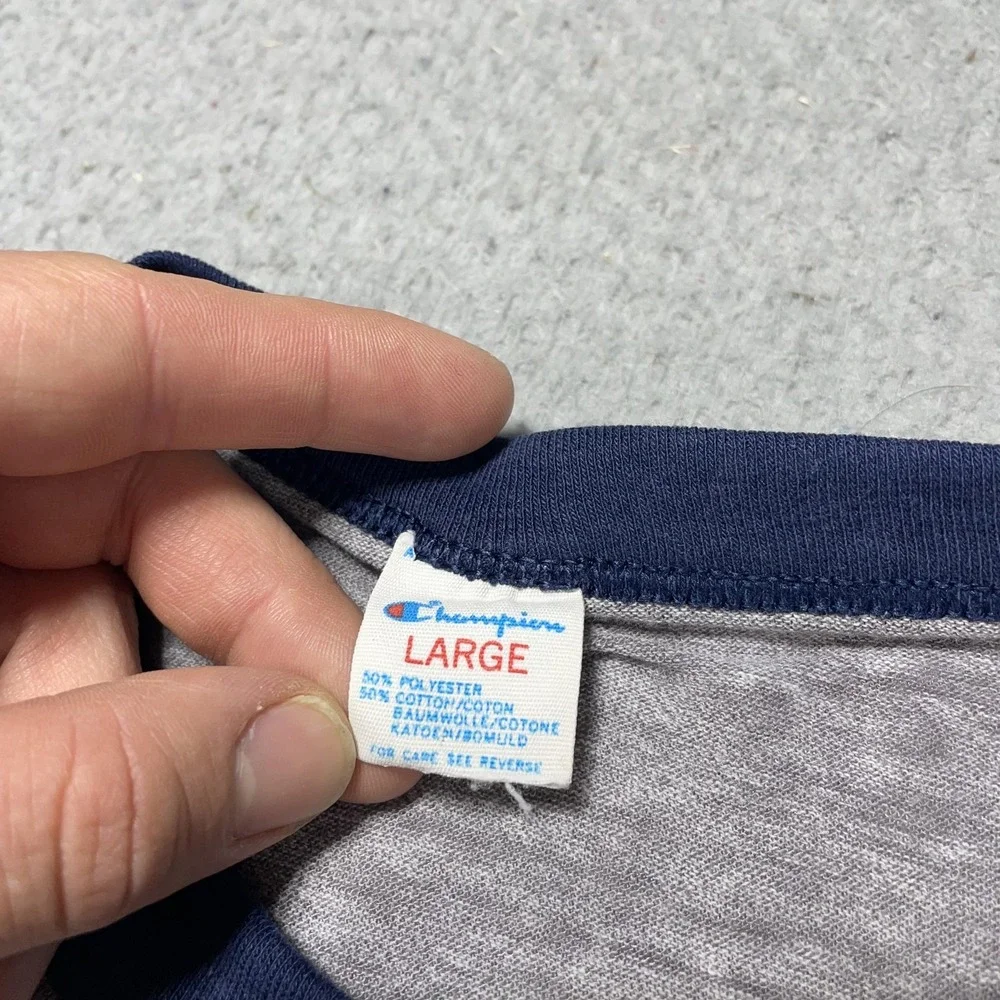 A
Champion
LARGE
50% POLYESTER
50% COTTON/COTON
BAUMWOLLE/COTONE
KATOEN/BOMULD
FOR CARE SEE REVERSE